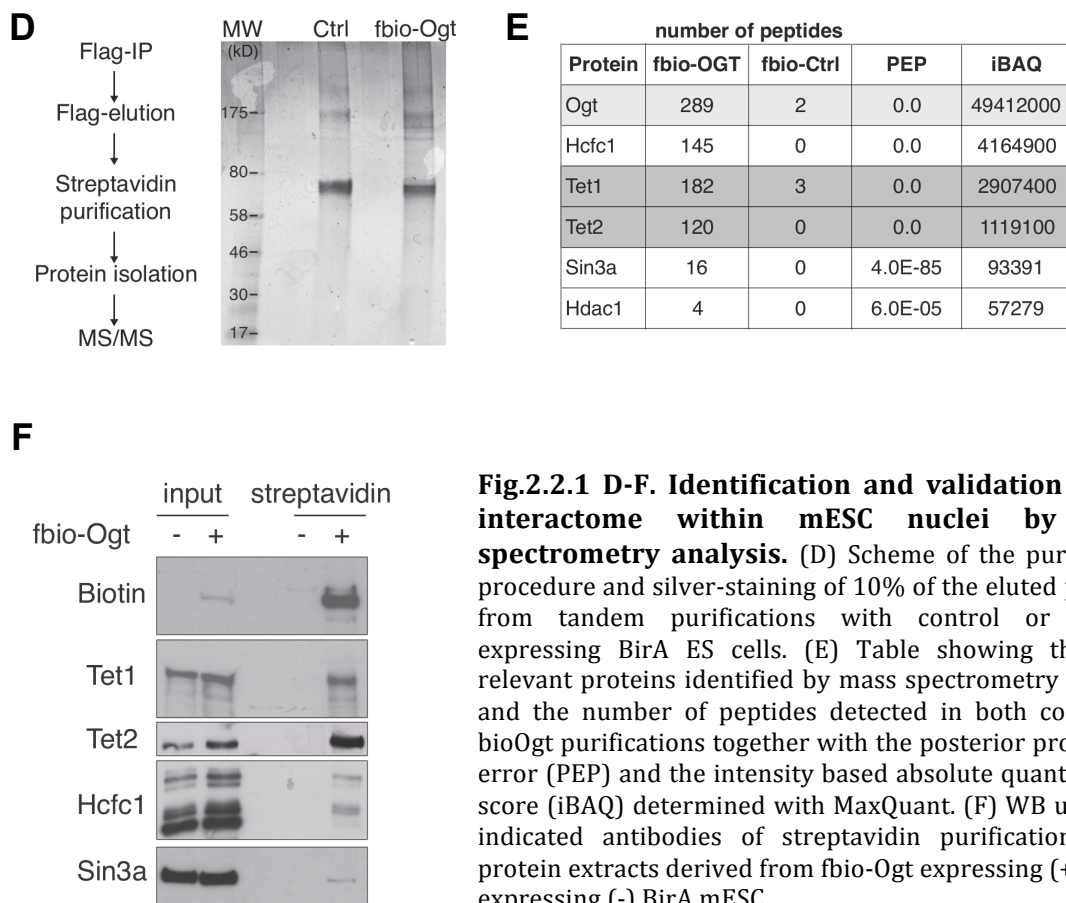 D
Flag-IP
Flag-elution
Streptavidin
purification
Protein isolation
MS/MS
MW Ctrl fbio-Ogt
(kD)
175-
80-
58-
46-
30-
17-
E
number of peptides
Protein fbio-OGT fbio-Ctrl PEP iBAQ
Ogt 289 2 0.0 49412000
Hcfc1 145 0 0.0 4164900
Tet1 182 3 0.0 2907400
Tet2 120 0 0.0 1119100
Sin3a 16 0 4.0E-85 93391
Hdac1 4 0 6.0E-05 57279
F
input streptavidin
fbio-Ogt - + - +
Biotin
Tet1
Tet2
Hcfc1
Sin3a
Fig.2.2.1 D-F. Identification and validation
interactome within mESC nuclei by
spectrometry analysis. (D) Scheme of the pur
procedure and silver-staining of 10% of the eluted
from tandem purifications with control or
expressing BirA ES cells. (E) Table showing th
relevant proteins identified by mass spectrometry
and the number of peptides detected in both co
bioOgt purifications together with the posterior pro
error (PEP) and the intensity based absolute quant
score (iBAQ) determined with MaxQuant. (F) WB u
indicated antibodies of streptavidin purification
protein extracts derived from fbio-Ogt expressing (+
expressing (-) BirA mESC